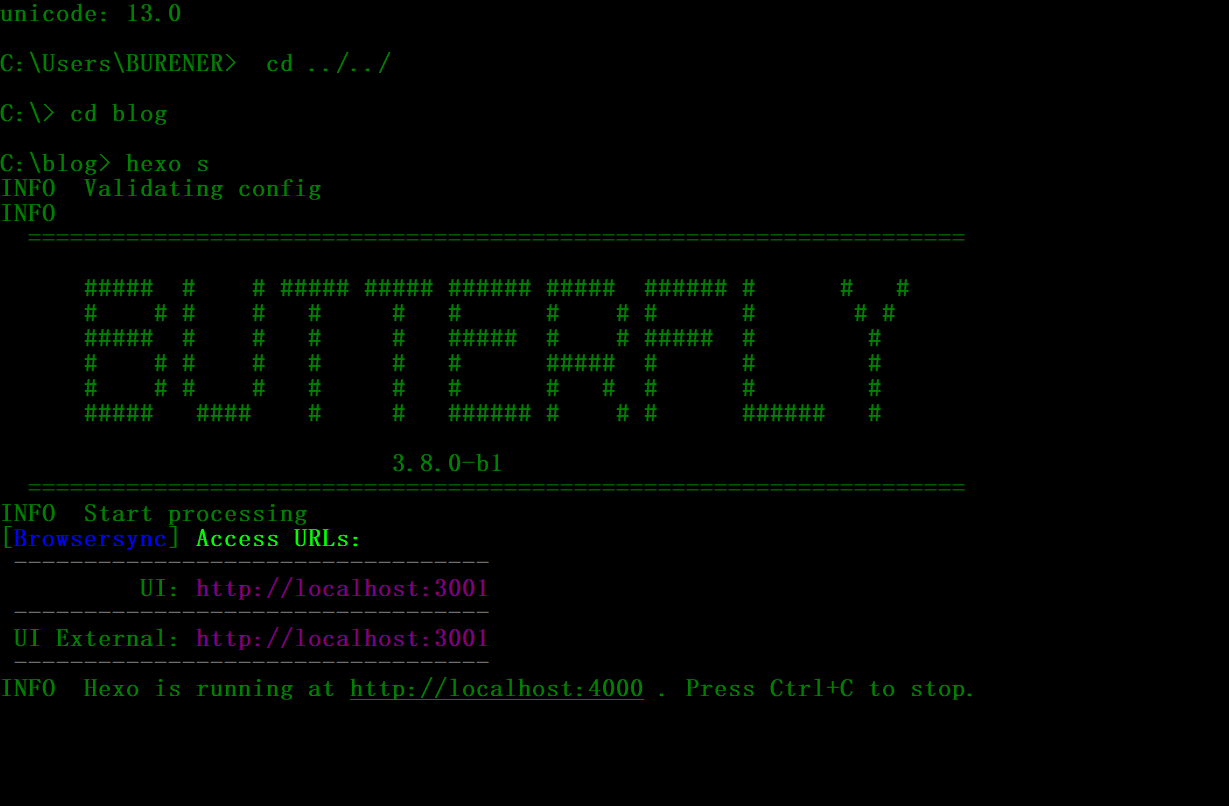 unicode: 13.0
C:\Users\BURENER>  cd ../../
C:\> cd blog
C:\blog> hexo s
INFO  Validating config
INFO
  ===================================================================
      #####  #    # ##### ##### ###### #####  ###### #      #   #
      #    # #    #   #     #   #      #    # #      #       # #
      #####  #    #   #     #   #####  #    # #####  #        #
      #    # #    #   #     #   #      #####  #      #        #
      #    # #    #   #     #   #      #   #  #      #        #
      #####   ####    #     #   ###### #    # #      ######   #
                            3.8.0-b1
  ===================================================================
INFO  Start processing
[Browsersync] Access URLs:
 ----------------------------------
          UI: http://localhost:3001
 ----------------------------------
 UI External: http://localhost:3001
 ----------------------------------
INFO  Hexo is running at http://localhost:4000 . Press Ctrl+C to stop.